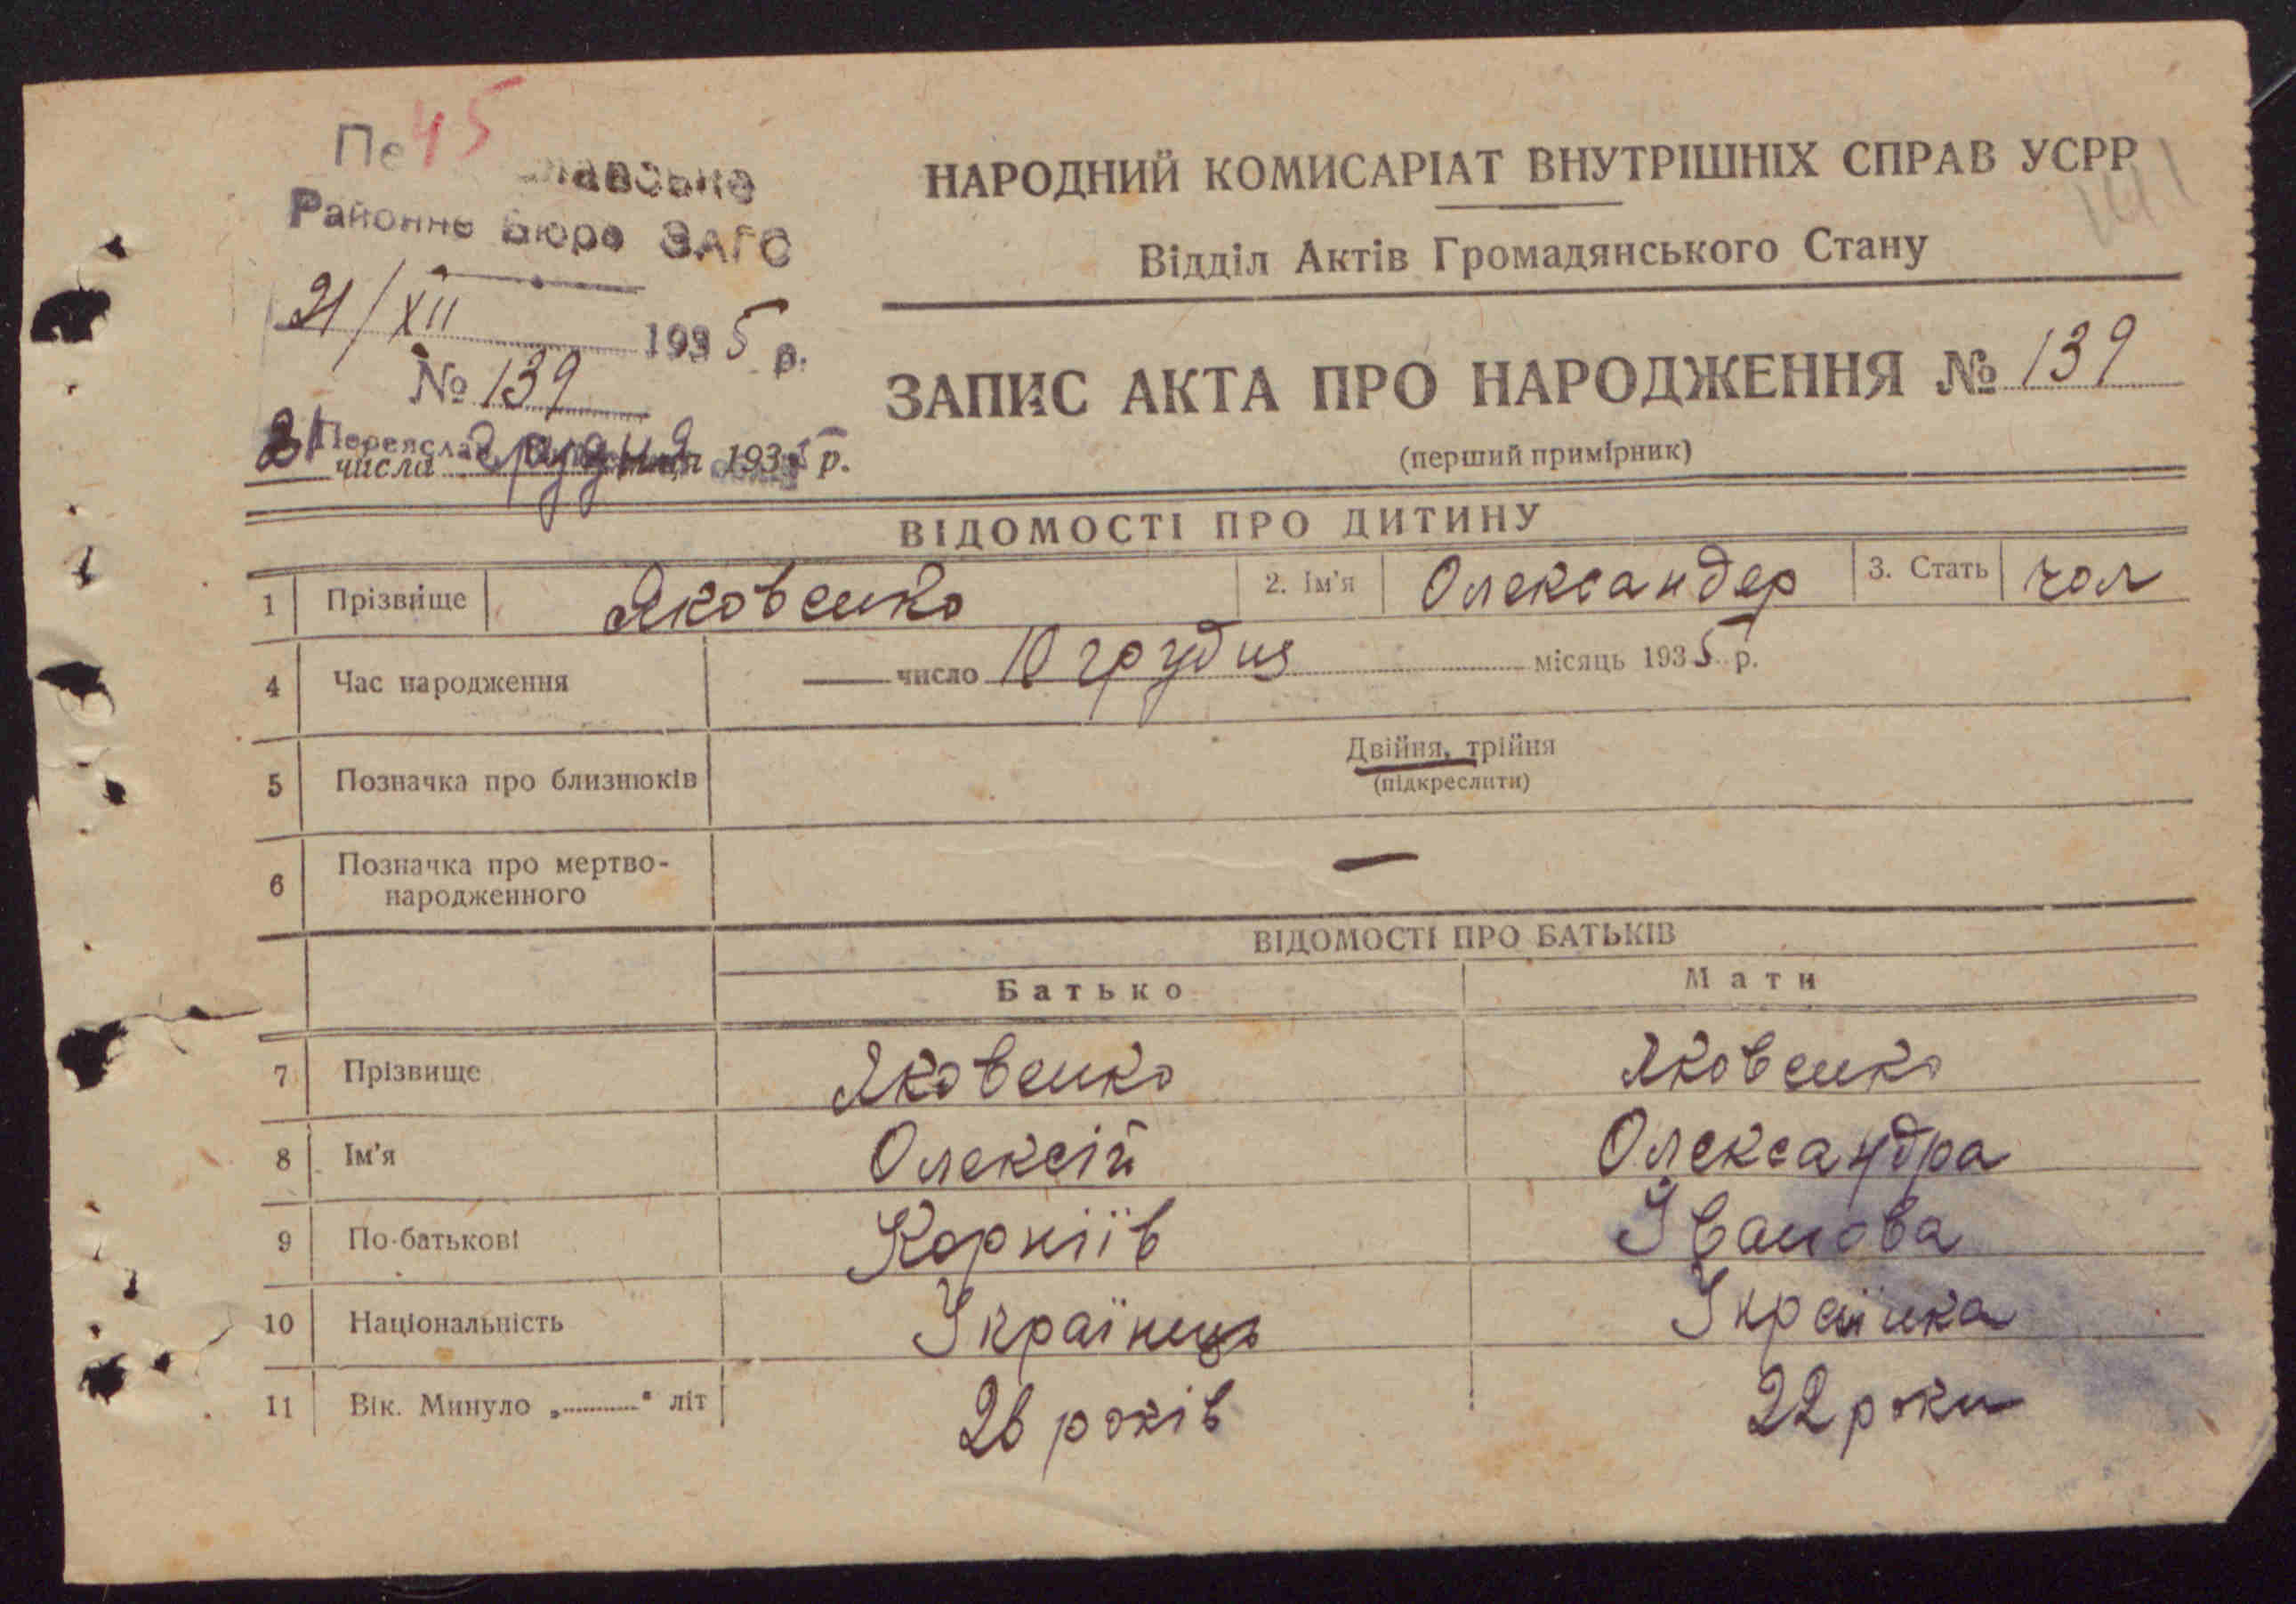 45
Районне Бюро ЗАГС
21/XII 1935 р.
№ 139
Переяслав
21 числа грудня 1935 р.
НАРОДНИЙ КОМИСАРІАТ ВНУТРІШНІХ СПРАВ УСРР
Відділ Актів Громадянського Стану
ЗАПИС АКТА ПРО НАРОДЖЕННЯ № 139
(перший примірник)
ВІДОМОСТІ ПРО ДИТИНУ
1 Прізвище Яковенко 2. Ім'я Олександер 3. Стать чол
4 Час народження — число 10 грудня місяць 1935 р.
5 Позначка про близнюків Двійня, трійня
(підкреслити)
6 Позначка про мертво-
народженного —
ВІДОМОСТІ ПРО БАТЬКІВ
Батько Мати
7 Прізвище Яковенко Яковенко
8 Ім'я Олексій Олександра
9 По-батькові Корніїв Іванова
10 Національність Українець Українка
11 Вік. Минуло „..........“ літ 26 років 22 роки